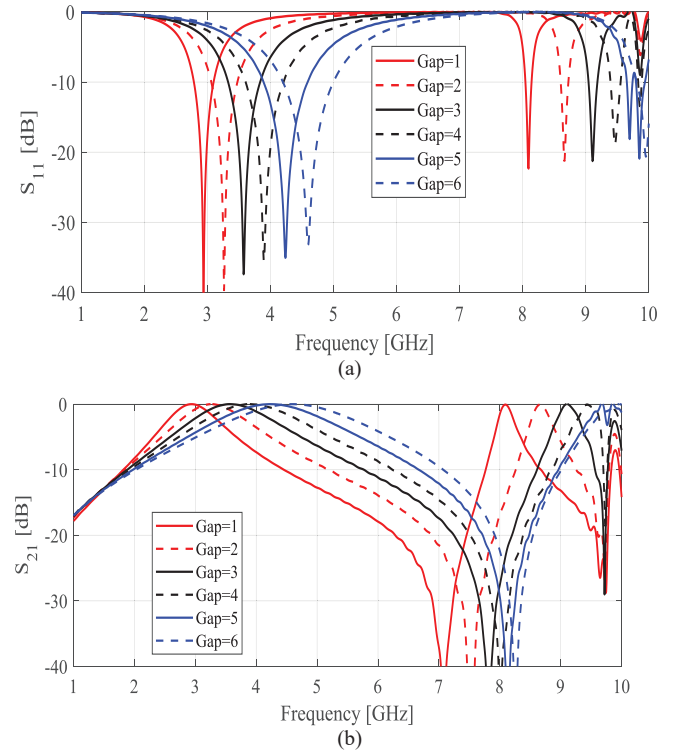 0
-10
-20
-30
-40
S11 [dB]
Gap=1
Gap=2
Gap=3
Gap=4
Gap=5
Gap=6
1 2 3 4 5 6 7 8 9 10
Frequency [GHz]
(a)
0
-10
-20
-30
-40
S21 [dB]
Gap=1
Gap=2
Gap=3
Gap=4
Gap=5
Gap=6
1 2 3 4 5 6 7 8 9 10
Frequency [GHz]
(b)